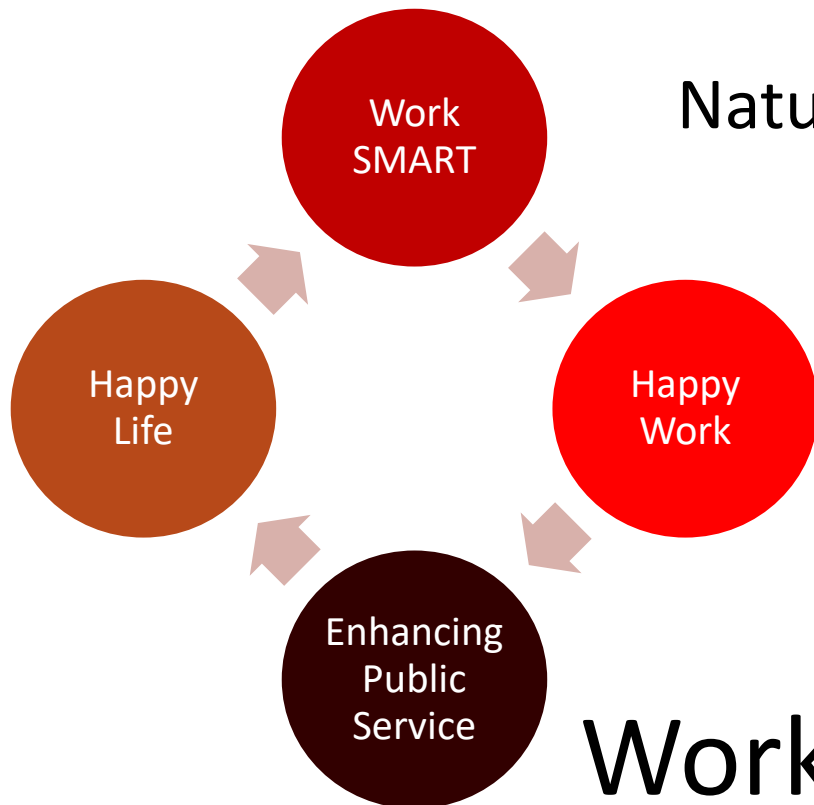 Work
SMART
Natu
Happy
Work
Enhancing
Public
Service
Happy
Life
Work